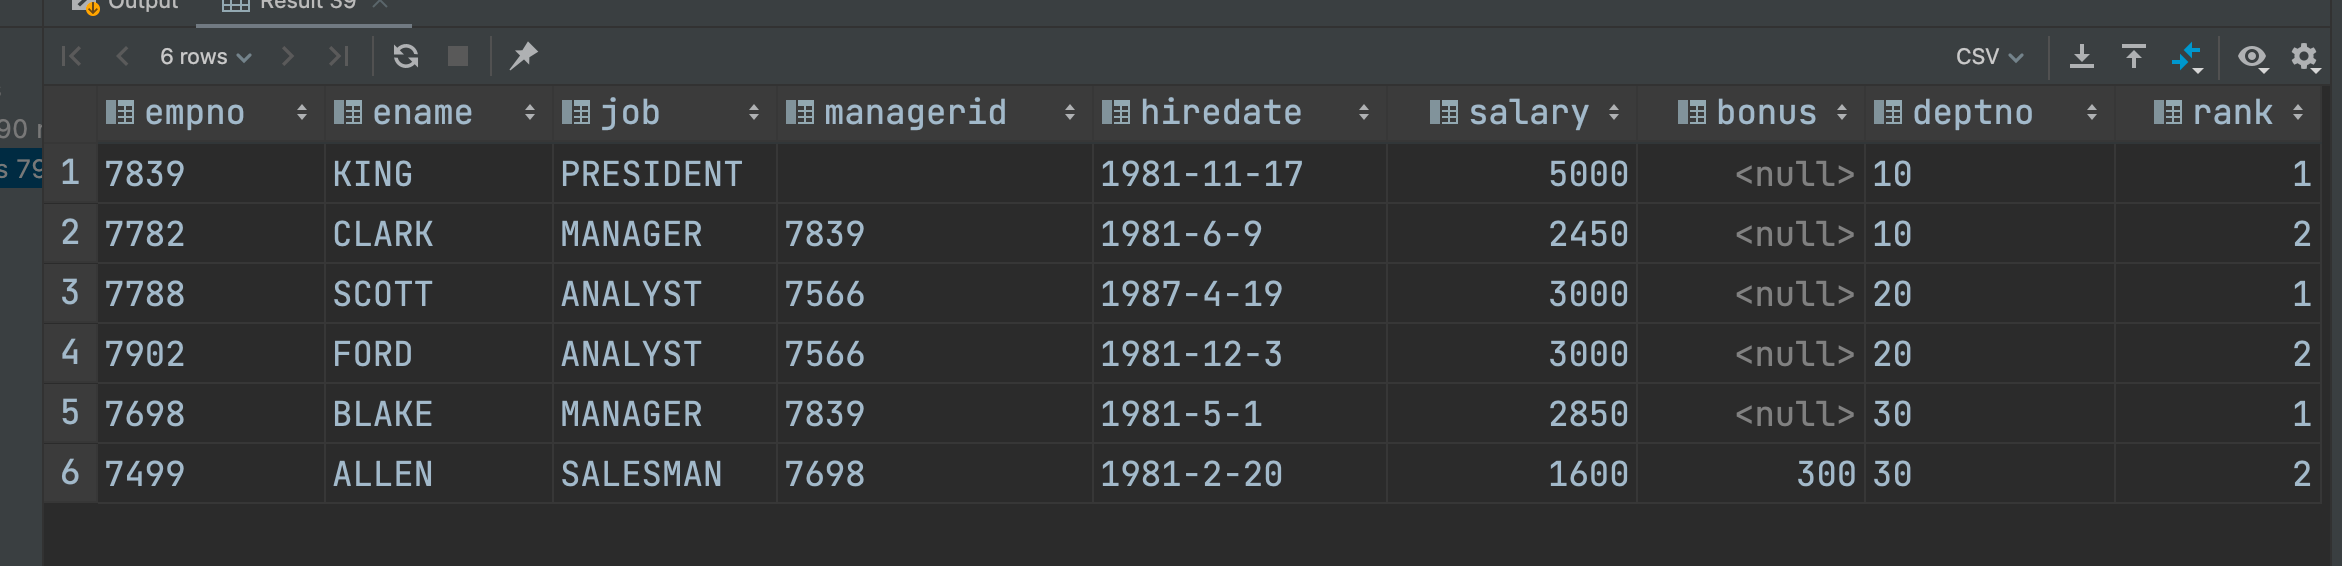 Output Result 39
6 rows CSV
empno ename job managerid hiredate salary bonus deptno rank
1 7839 KING PRESIDENT 1981-11-17 5000 <null> 10 1
2 7782 CLARK MANAGER 7839 1981-6-9 2450 <null> 10 2
3 7788 SCOTT ANALYST 7566 1987-4-19 3000 <null> 20 1
4 7902 FORD ANALYST 7566 1981-12-3 3000 <null> 20 2
5 7698 BLAKE MANAGER 7839 1981-5-1 2850 <null> 30 1
6 7499 ALLEN SALESMAN 7698 1981-2-20 1600 300 30 2